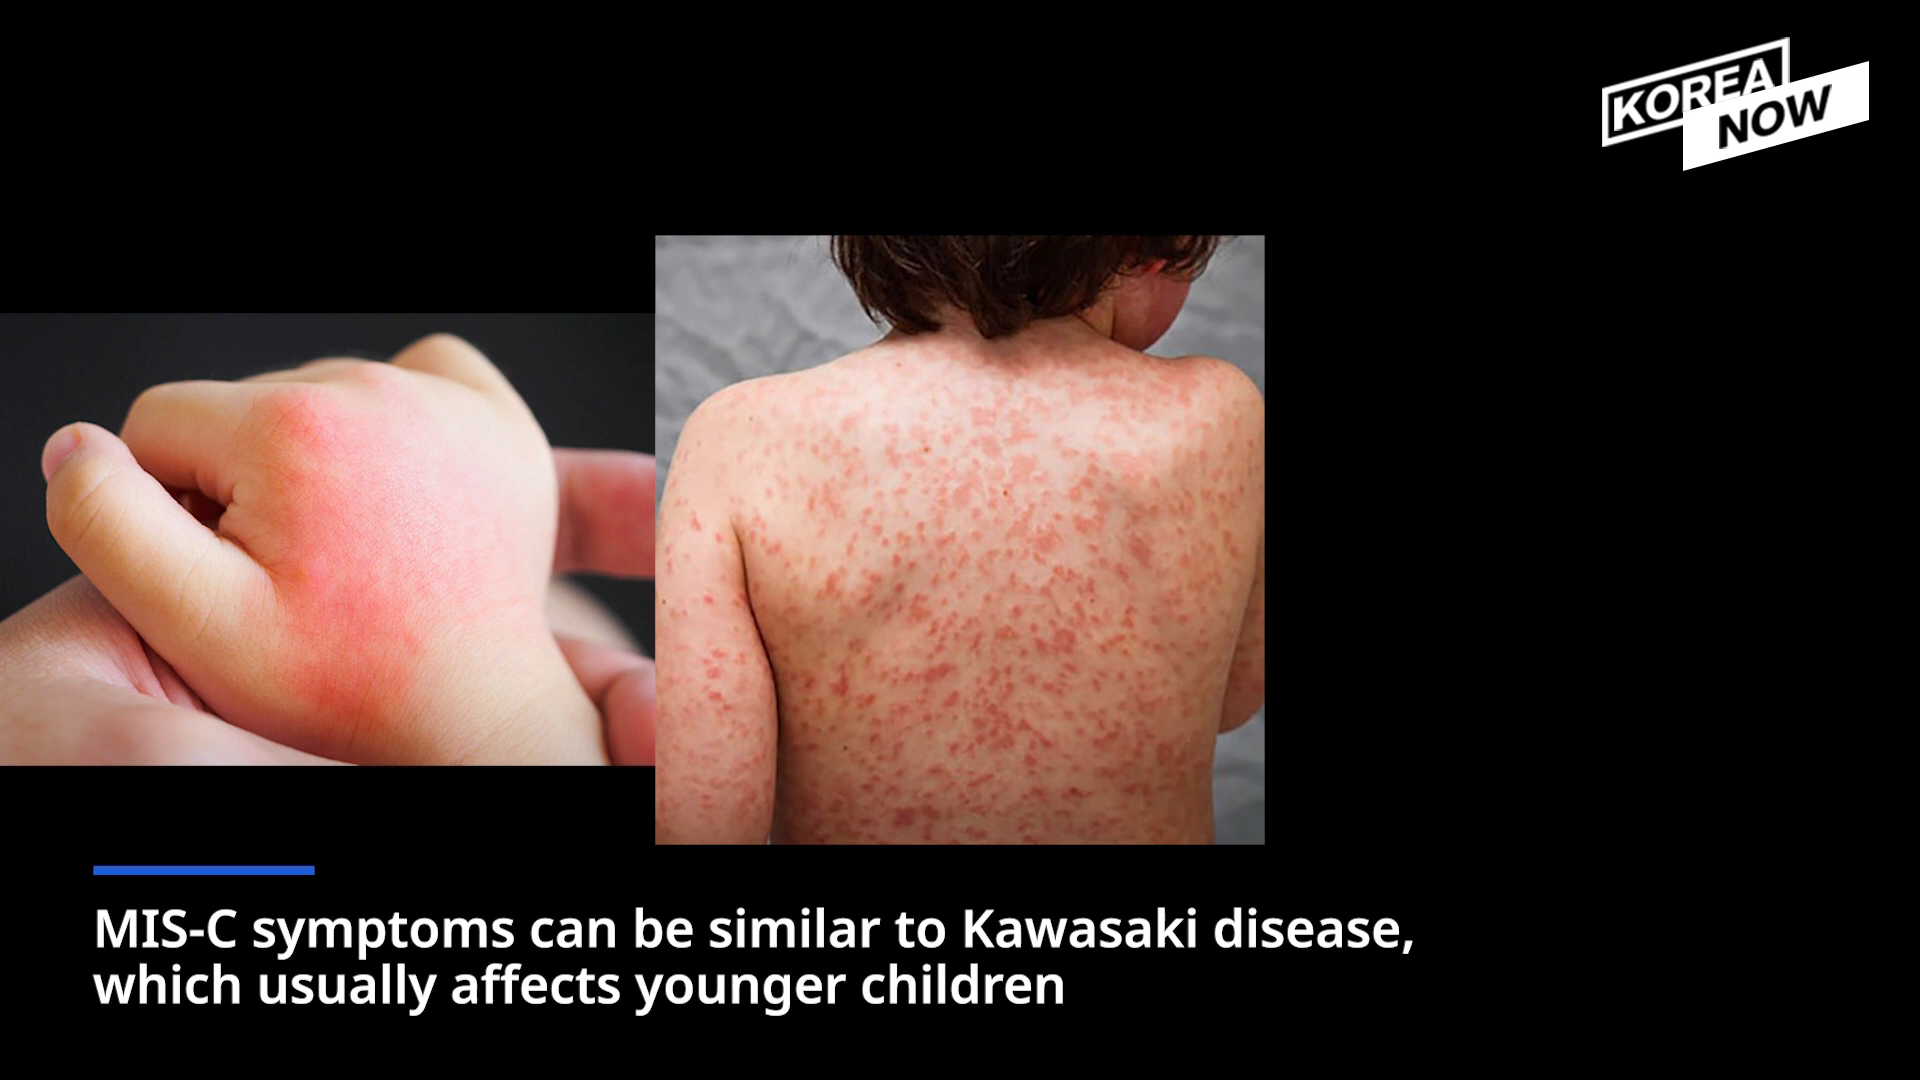 KOREA
NOW
MIS-C symptoms can be similar to Kawasaki disease,
which usually affects younger children